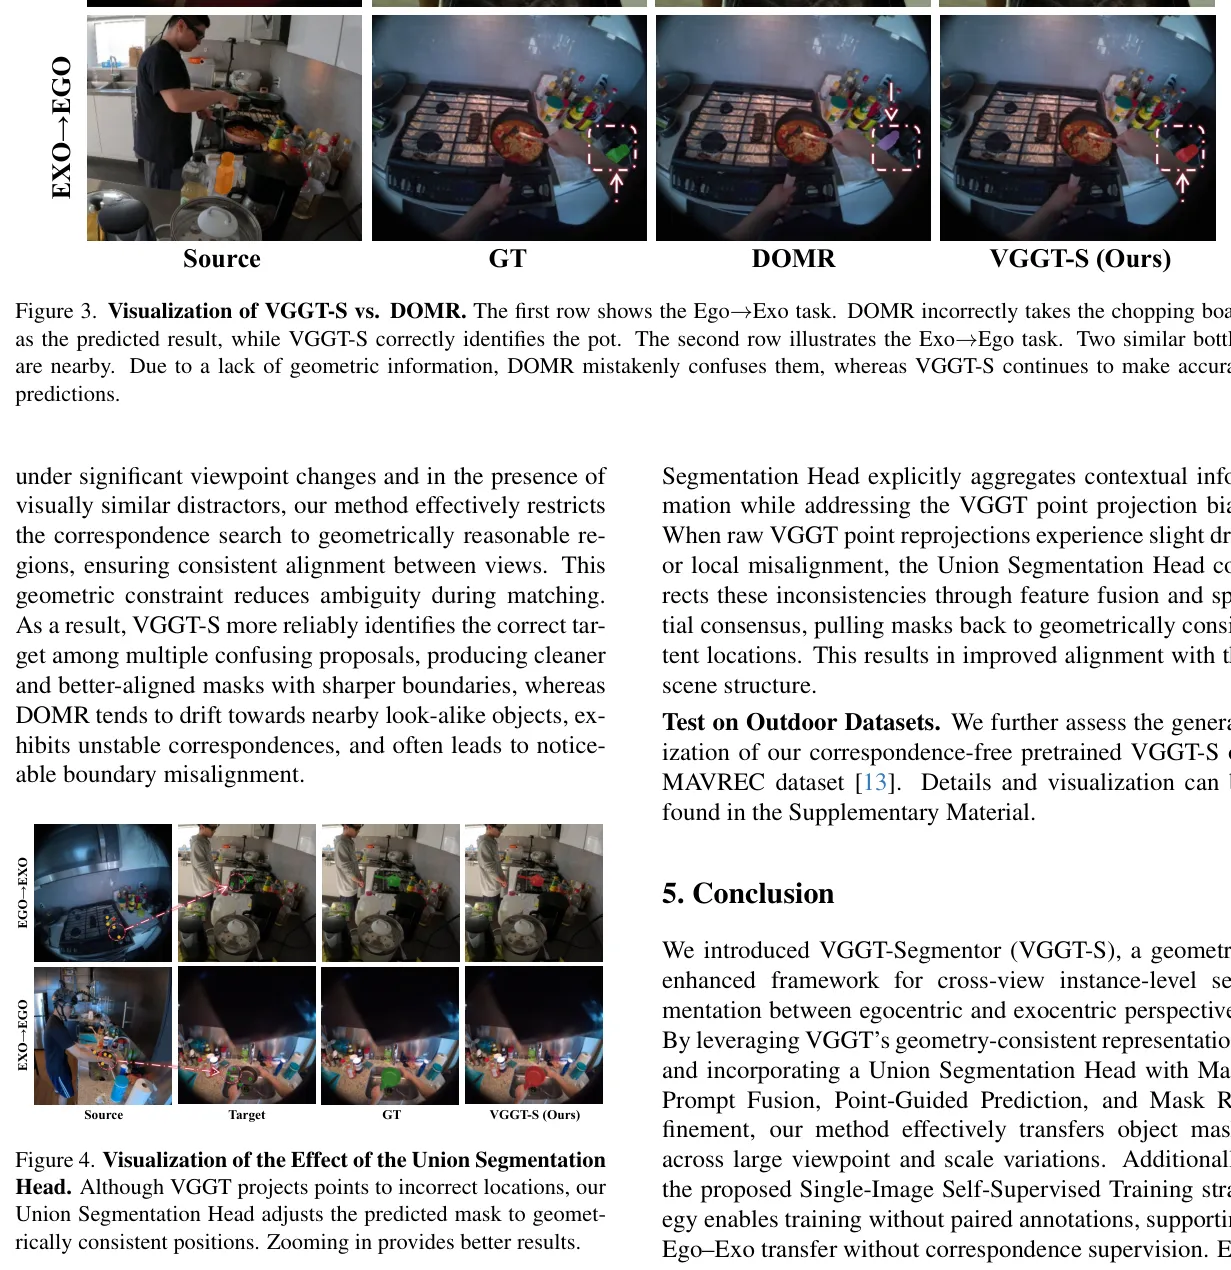 EXO→EGO
Source GT DOMR VGGT-S (Ours)
Figure 3. Visualization of VGGT-S vs. DOMR. The first row shows the Ego→Exo task. DOMR incorrectly takes the chopping boa
as the predicted result, while VGGT-S correctly identifies the pot. The second row illustrates the Exo→Ego task. Two similar bottl
are nearby. Due to a lack of geometric information, DOMR mistakenly confuses them, whereas VGGT-S continues to make accura
predictions.
under significant viewpoint changes and in the presence of
visually similar distractors, our method effectively restricts
the correspondence search to geometrically reasonable re-
gions, ensuring consistent alignment between views. This
geometric constraint reduces ambiguity during matching.
As a result, VGGT-S more reliably identifies the correct tar-
get among multiple confusing proposals, producing cleaner
and better-aligned masks with sharper boundaries, whereas
DOMR tends to drift towards nearby look-alike objects, ex-
hibits unstable correspondences, and often leads to notice-
able boundary misalignment.
EGO→EXO
EXO→EGO
Source Target GT VGGT-S (Ours)
Figure 4. Visualization of the Effect of the Union Segmentation
Head. Although VGGT projects points to incorrect locations, our
Union Segmentation Head adjusts the predicted mask to geomet-
rically consistent positions. Zooming in provides better results.
Segmentation Head explicitly aggregates contextual info
mation while addressing the VGGT point projection bia
When raw VGGT point reprojections experience slight dr
or local misalignment, the Union Segmentation Head co
rects these inconsistencies through feature fusion and sp
tial consensus, pulling masks back to geometrically consi
tent locations. This results in improved alignment with t
scene structure.
Test on Outdoor Datasets. We further assess the genera
ization of our correspondence-free pretrained VGGT-S o
MAVREC dataset [13]. Details and visualization can b
found in the Supplementary Material.
5. Conclusion
We introduced VGGT-Segmentor (VGGT-S), a geometr
enhanced framework for cross-view instance-level se
mentation between egocentric and exocentric perspective
By leveraging VGGT's geometry-consistent representatio
and incorporating a Union Segmentation Head with Ma
Prompt Fusion, Point-Guided Prediction, and Mask R
finement, our method effectively transfers object mas
across large viewpoint and scale variations. Additionall
the proposed Single-Image Self-Supervised Training stra
egy enables training without paired annotations, supportin
Ego–Exo transfer without correspondence supervision. E